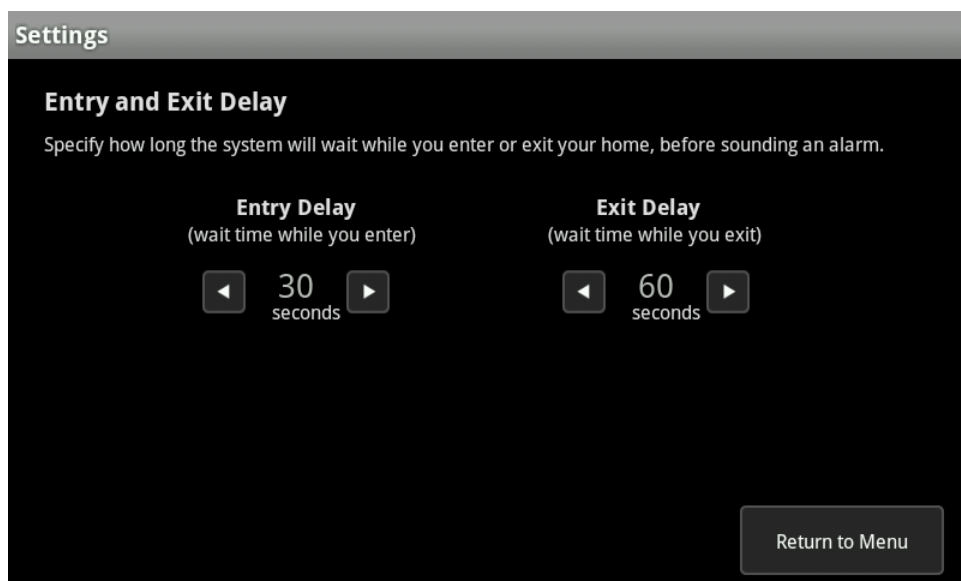 Settings
Entry and Exit Delay
Specify how long the system will wait while you enter or exit your home, before sounding an alarm.
Entry Delay
(wait time while you enter)
30
seconds
Exit Delay
(wait time while you exit)
60
seconds
Return to Menu